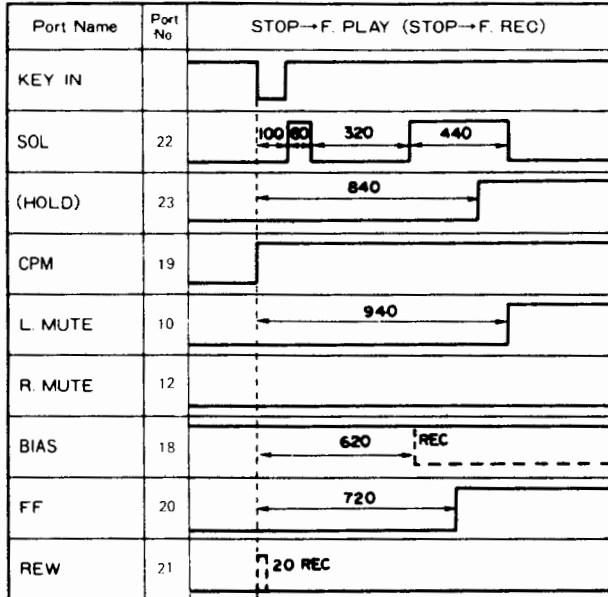 Port Name Port No STOP→F. PLAY (STOP→F. REC)
KEY IN
SOL 22 100 80 320 440
(HOLD) 23 840
CPM 19
L. MUTE 10 940
R. MUTE 12
BIAS 18 620 REC
FF 20 720
REW 21 20 REC